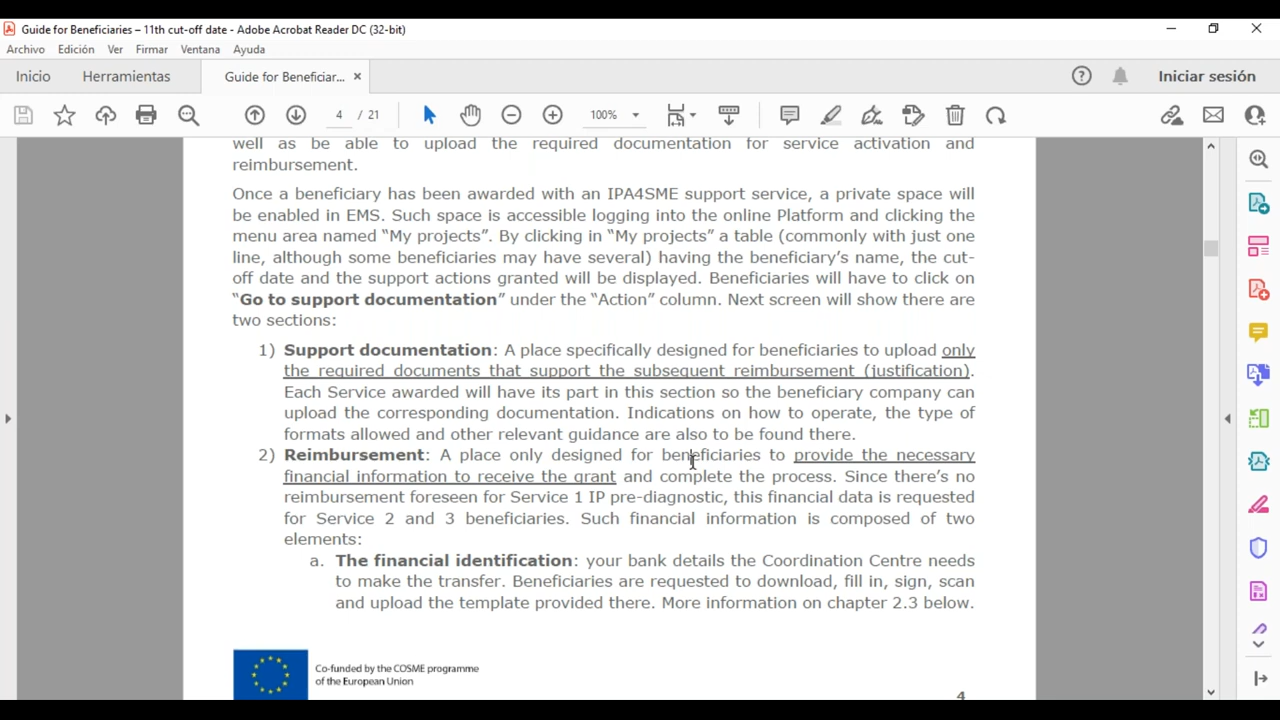 Guide for Beneficiaries – 11th cut-off date - Adobe Acrobat Reader DC (32-bit)
Archivo Edición Ver Firmar Ventana Ayuda
Inicio Herramientas Guide for Beneficiar... × Iniciar sesión
4 / 21 100%
well as be able to upload the required documentation for service activation and
reimbursement.
Once a beneficiary has been awarded with an IPA4SME support service, a private space will
be enabled in EMS. Such space is accessible logging into the online Platform and clicking the
menu area named “My projects”. By clicking in “My projects” a table (commonly with just one
line, although some beneficiaries may have several) having the beneficiary’s name, the cut-
off date and the support actions granted will be displayed. Beneficiaries will have to click on
“Go to support documentation” under the “Action” column. Next screen will show there are
two sections:
1) Support documentation: A place specifically designed for beneficiaries to upload only
the required documents that support the subsequent reimbursement (justification).
Each Service awarded will have its part in this section so the beneficiary company can
upload the corresponding documentation. Indications on how to operate, the type of
formats allowed and other relevant guidance are also to be found there.
2) Reimbursement: A place only designed for beneficiaries to provide the necessary
financial information to receive the grant and complete the process. Since there’s no
reimbursement foreseen for Service 1 IP pre-diagnostic, this financial data is requested
for Service 2 and 3 beneficiaries. Such financial information is composed of two
elements:
a. The financial identification: your bank details the Coordination Centre needs
to make the transfer. Beneficiaries are requested to download, fill in, sign, scan
and upload the template provided there. More information on chapter 2.3 below.
Co-funded by the COSME programme
of the European Union
4